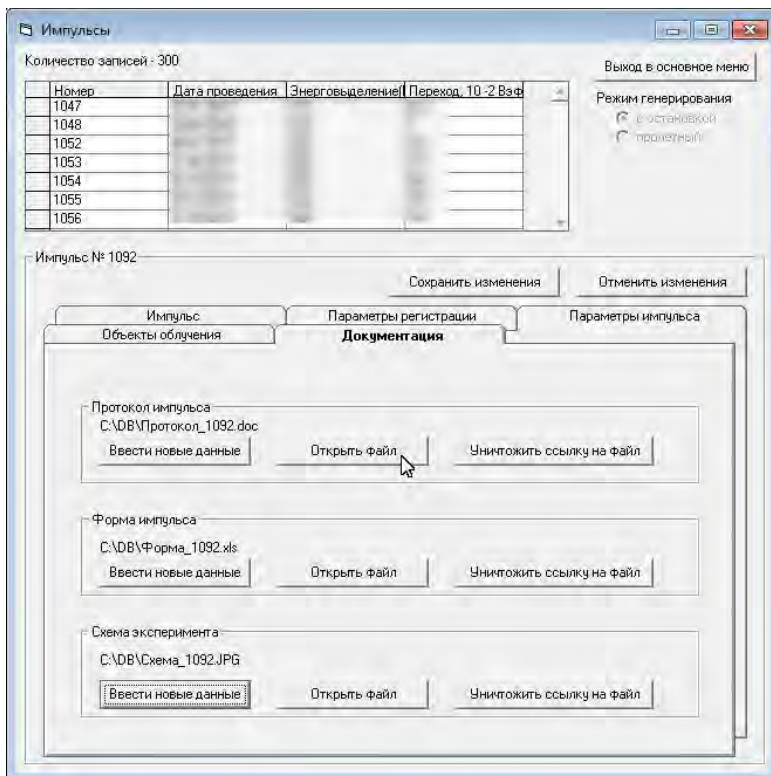 Импульсы
Количество записей - 300
Выход в основное меню
Номер Дата проведения Энерговыделение(I Переход, 10 -2 Вэф
1047
1048
1052
1053
1054
1055
1056
Режим генерирования
с остановкой
пролетный
Импульс № 1092
Сохранить изменения Отменить изменения
Импульс Параметры регистрации Параметры импульса
Объекты облучения Документация
Протокол импульса
C:\DB\Протокол_1092.doc
Ввести новые данные Открыть файл Уничтожить ссылку на файл
Форма импульса
C:\DB\Форма_1092.xls
Ввести новые данные Открыть файл Уничтожить ссылку на файл
Схема эксперимента
C:\DB\Схема_1092.JPG
Ввести новые данные Открыть файл Уничтожить ссылку на файл